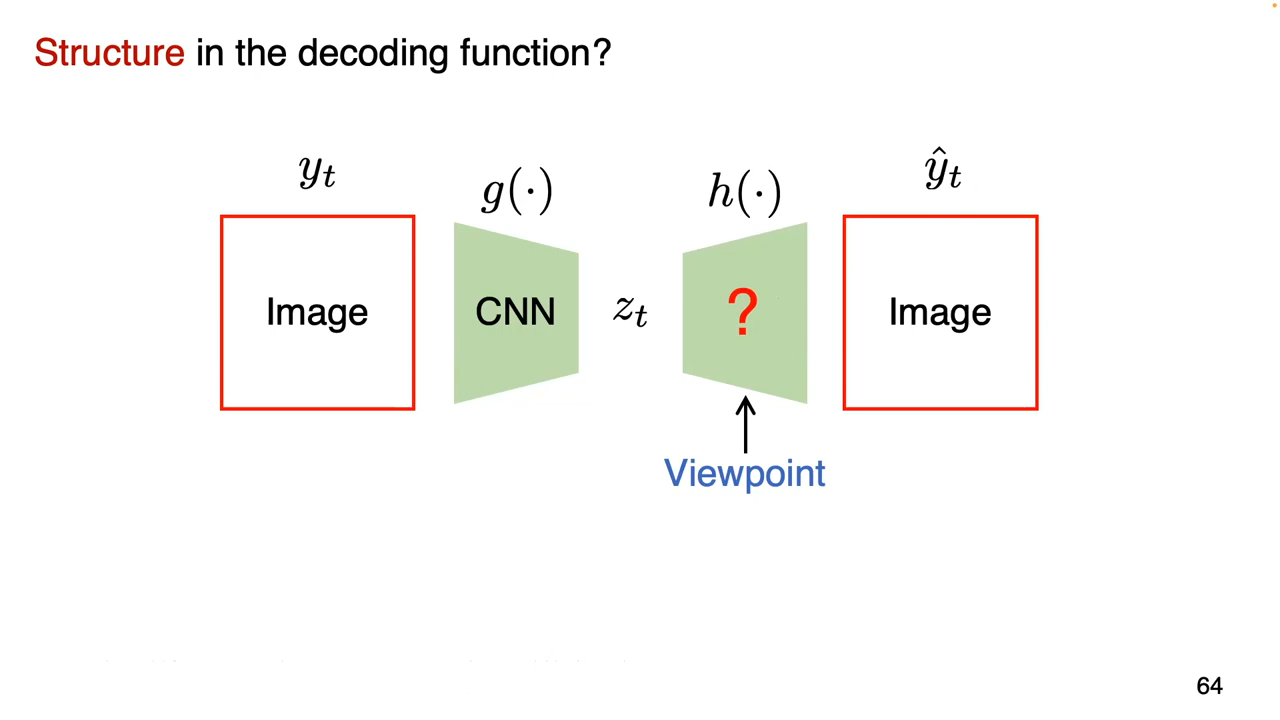 Structure in the decoding function?
y_t
g(·)
h(·)
ŷ_t
Image
CNN
z_t
?
Image
Viewpoint
64